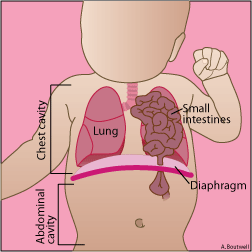 Chest cavity
Lung
Small
intestines
Diaphragm
Abdominal
cavity
A.Boutwell